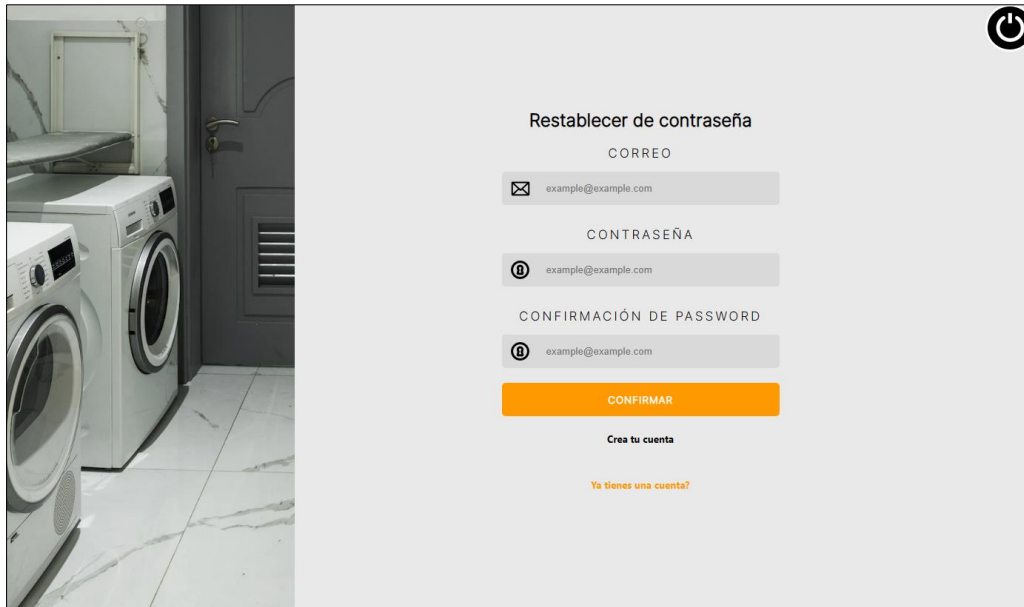 Restablecer de contraseña
CORREO
example@example.com
CONTRASEÑA
example@example.com
CONFIRMACIÓN DE PASSWORD
example@example.com
CONFIRMAR
Crea tu cuenta
Ya tienes una cuenta?